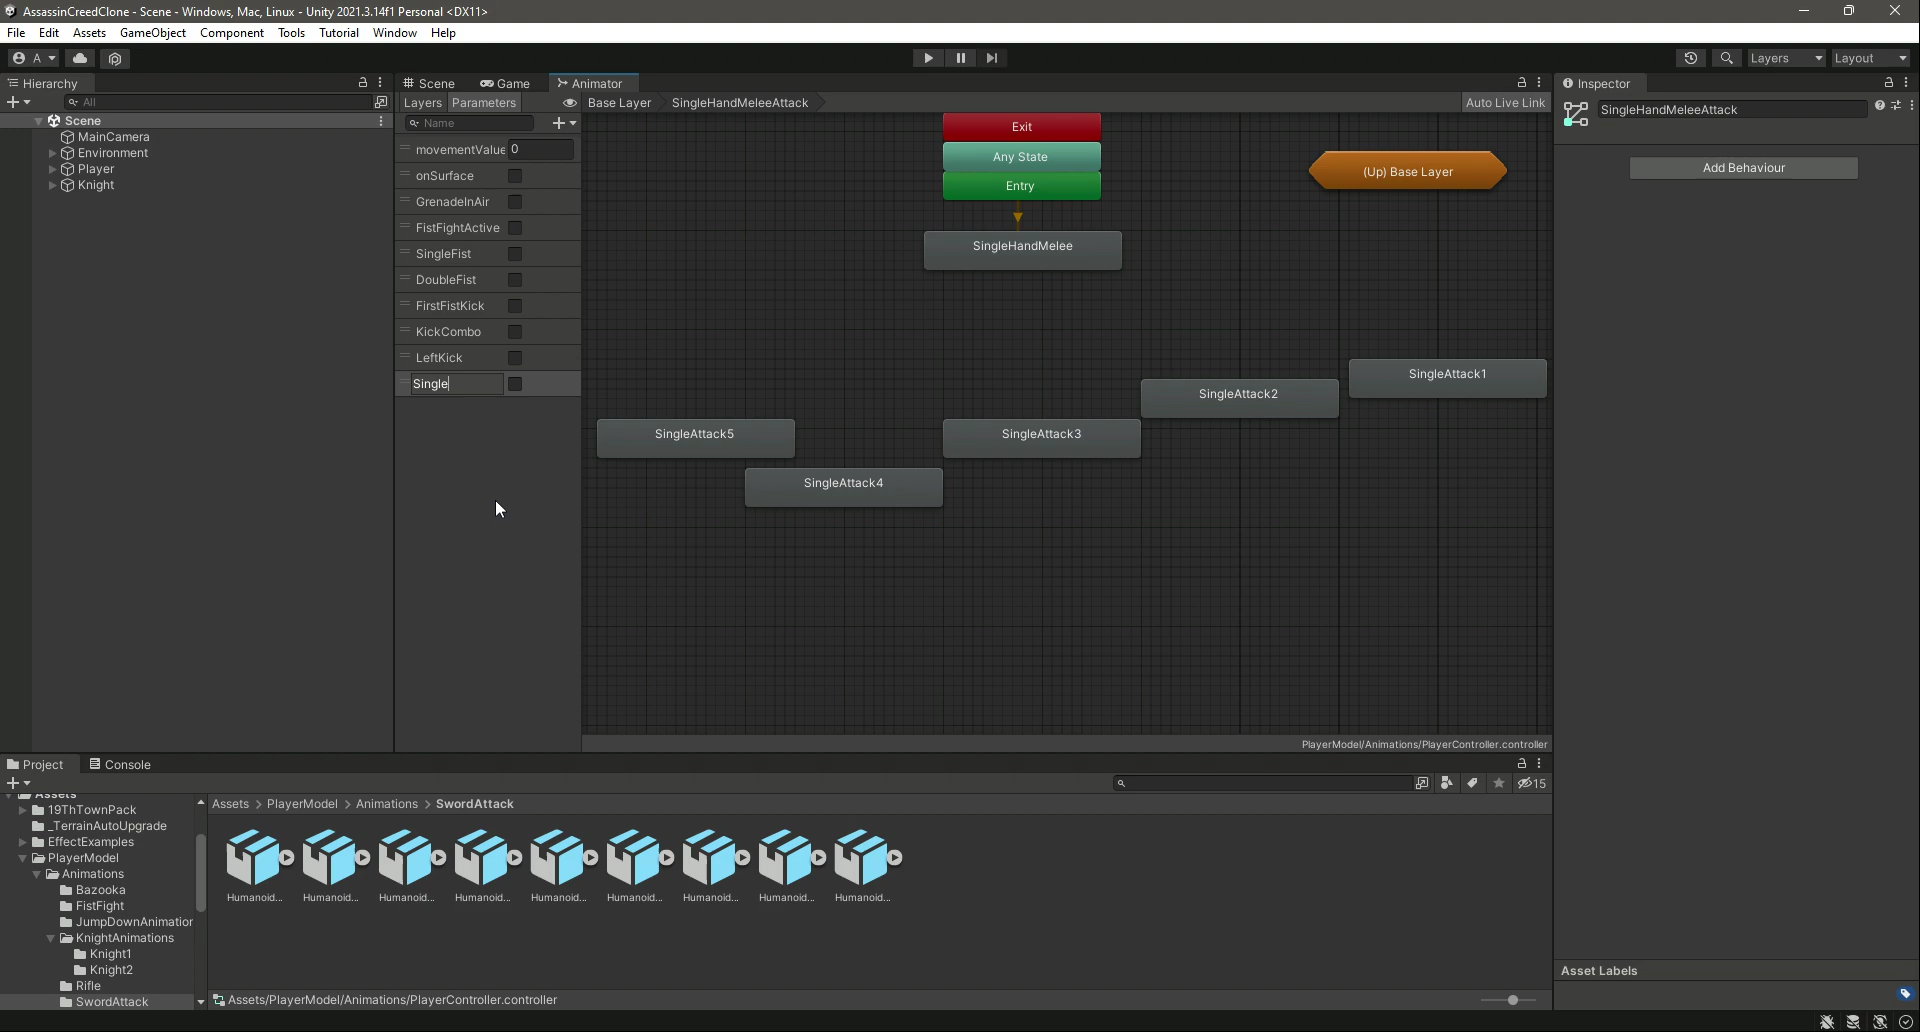 AssassinCreedClone - Scene - Windows, Mac, Linux - Unity 2021.3.14f1 Personal <DX11>
File Edit Assets GameObject Component Tools Tutorial Window Help
A Layers Layout
Hierarchy Scene Game Animator Inspector
All Layers Parameters Base Layer SingleHandMeleeAttack Auto Live Link SingleHandMeleeAttack
Scene
MainCamera
Environment
Player
Knight
Name
movementValue 0
onSurface
GrenadeInAir
FistFightActive
SingleFist
DoubleFist
FirstFistKick
KickCombo
LeftKick
Single
Exit
Any State
Entry
(Up) Base Layer
SingleHandMelee
SingleAttack1
SingleAttack2
SingleAttack3
SingleAttack5
SingleAttack4
PlayerModel/Animations/PlayerController.controller
Add Behaviour
Project Console
15
Assets
19ThTownPack
_TerrainAutoUpgrade
EffectExamples
PlayerModel
Animations
Bazooka
FistFight
JumpDownAnimation
KnightAnimations
Knight1
Knight2
Rifle
SwordAttack
Assets > PlayerModel > Animations > SwordAttack
Humanoid... Humanoid... Humanoid... Humanoid... Humanoid... Humanoid... Humanoid... Humanoid... Humanoid...
Assets/PlayerModel/Animations/PlayerController.controller
Asset Labels